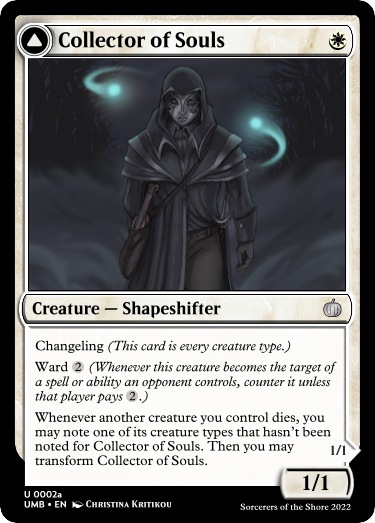 Collector of Souls
Creature — Shapeshifter
Changeling (This card is every creature type.)
Ward 2 (Whenever this creature becomes the target
of a spell or ability an opponent controls, counter it unless
that player pays 2.)
Whenever another creature you control dies, you
may note one of its creature types that hasn't been
noted for Collector of Souls. Then you may
transform Collector of Souls.
1/1
1/1
U 0002a
UMB • EN Christina Kritikou
Sorcerers of the Shore 2022